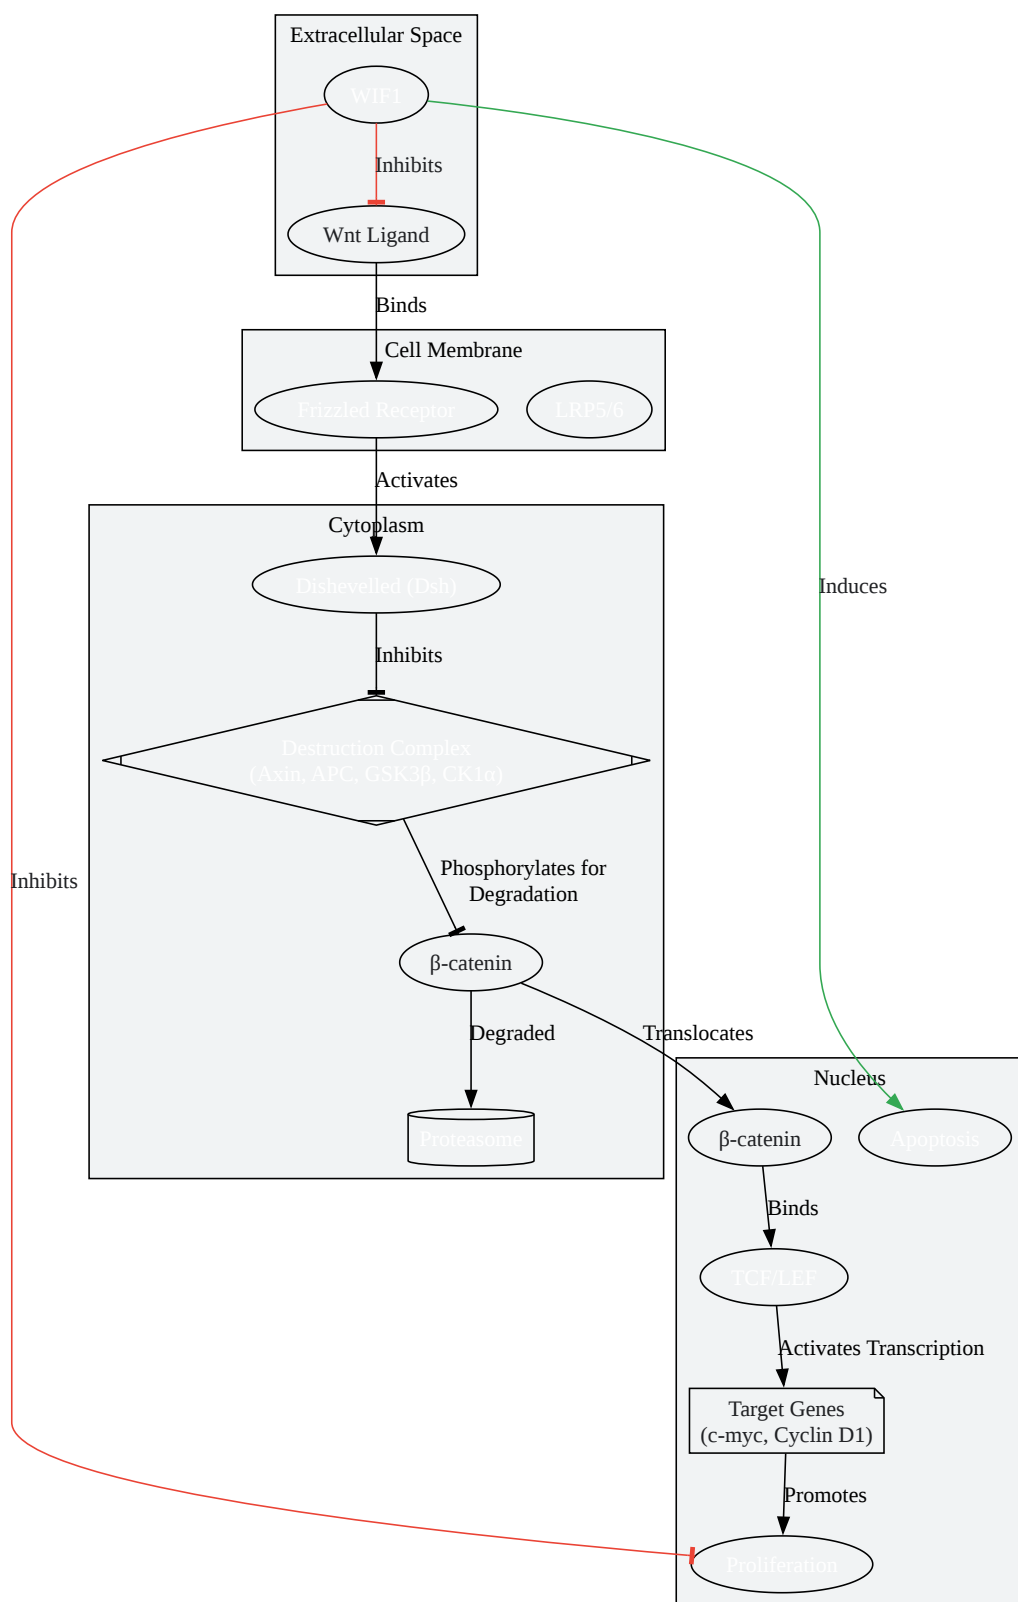 Extracellular Space
WIF1
Inhibits
Wnt Ligand
Binds
Cell Membrane
Frizzled Receptor
LRP5/6
Activates
Cytoplasm
Dishevelled (Dsh)
Induces
Inhibits
Destruction Complex
(Axin, APC, GSK3β, CK1α)
Phosphorylates for
Degradation
Inhibits
β-catenin
Degraded
Translocates
Nucleus
Proteasome
β-catenin
Apoptosis
Binds
TCF/LEF
Activates Transcription
Target Genes
(c-myc, Cyclin D1)
Promotes
Proliferation